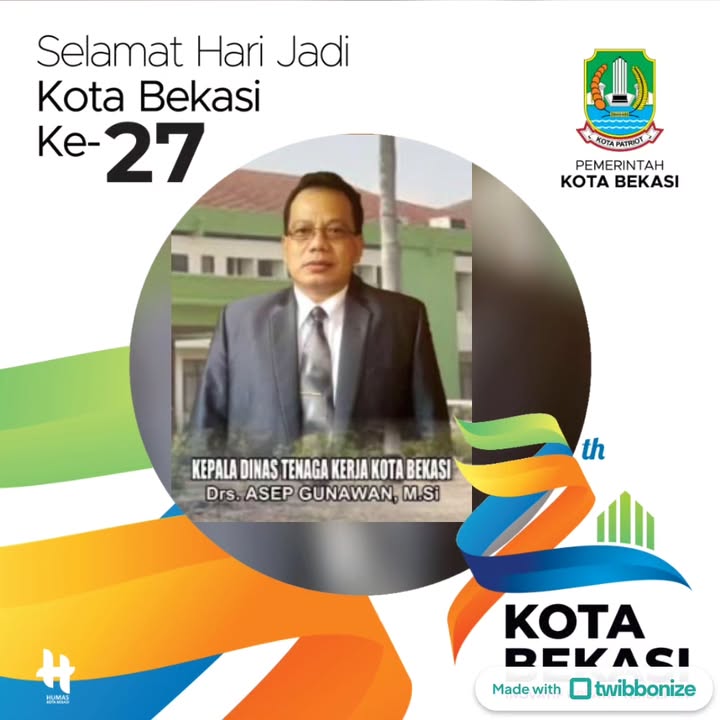 Selamat Hari Jadi
Kota Bekasi
Ke-27
KOTA PATRIOT
PEMERINTAH
KOTA BEKASI
KEPALA DINAS TENAGA KERJA KOTA BEKASI
Drs. ASEP GUNAWAN, M.Si
th
KOTA
BEKASI
HUMAS
KOTA BEKASI
Made with twibbonize